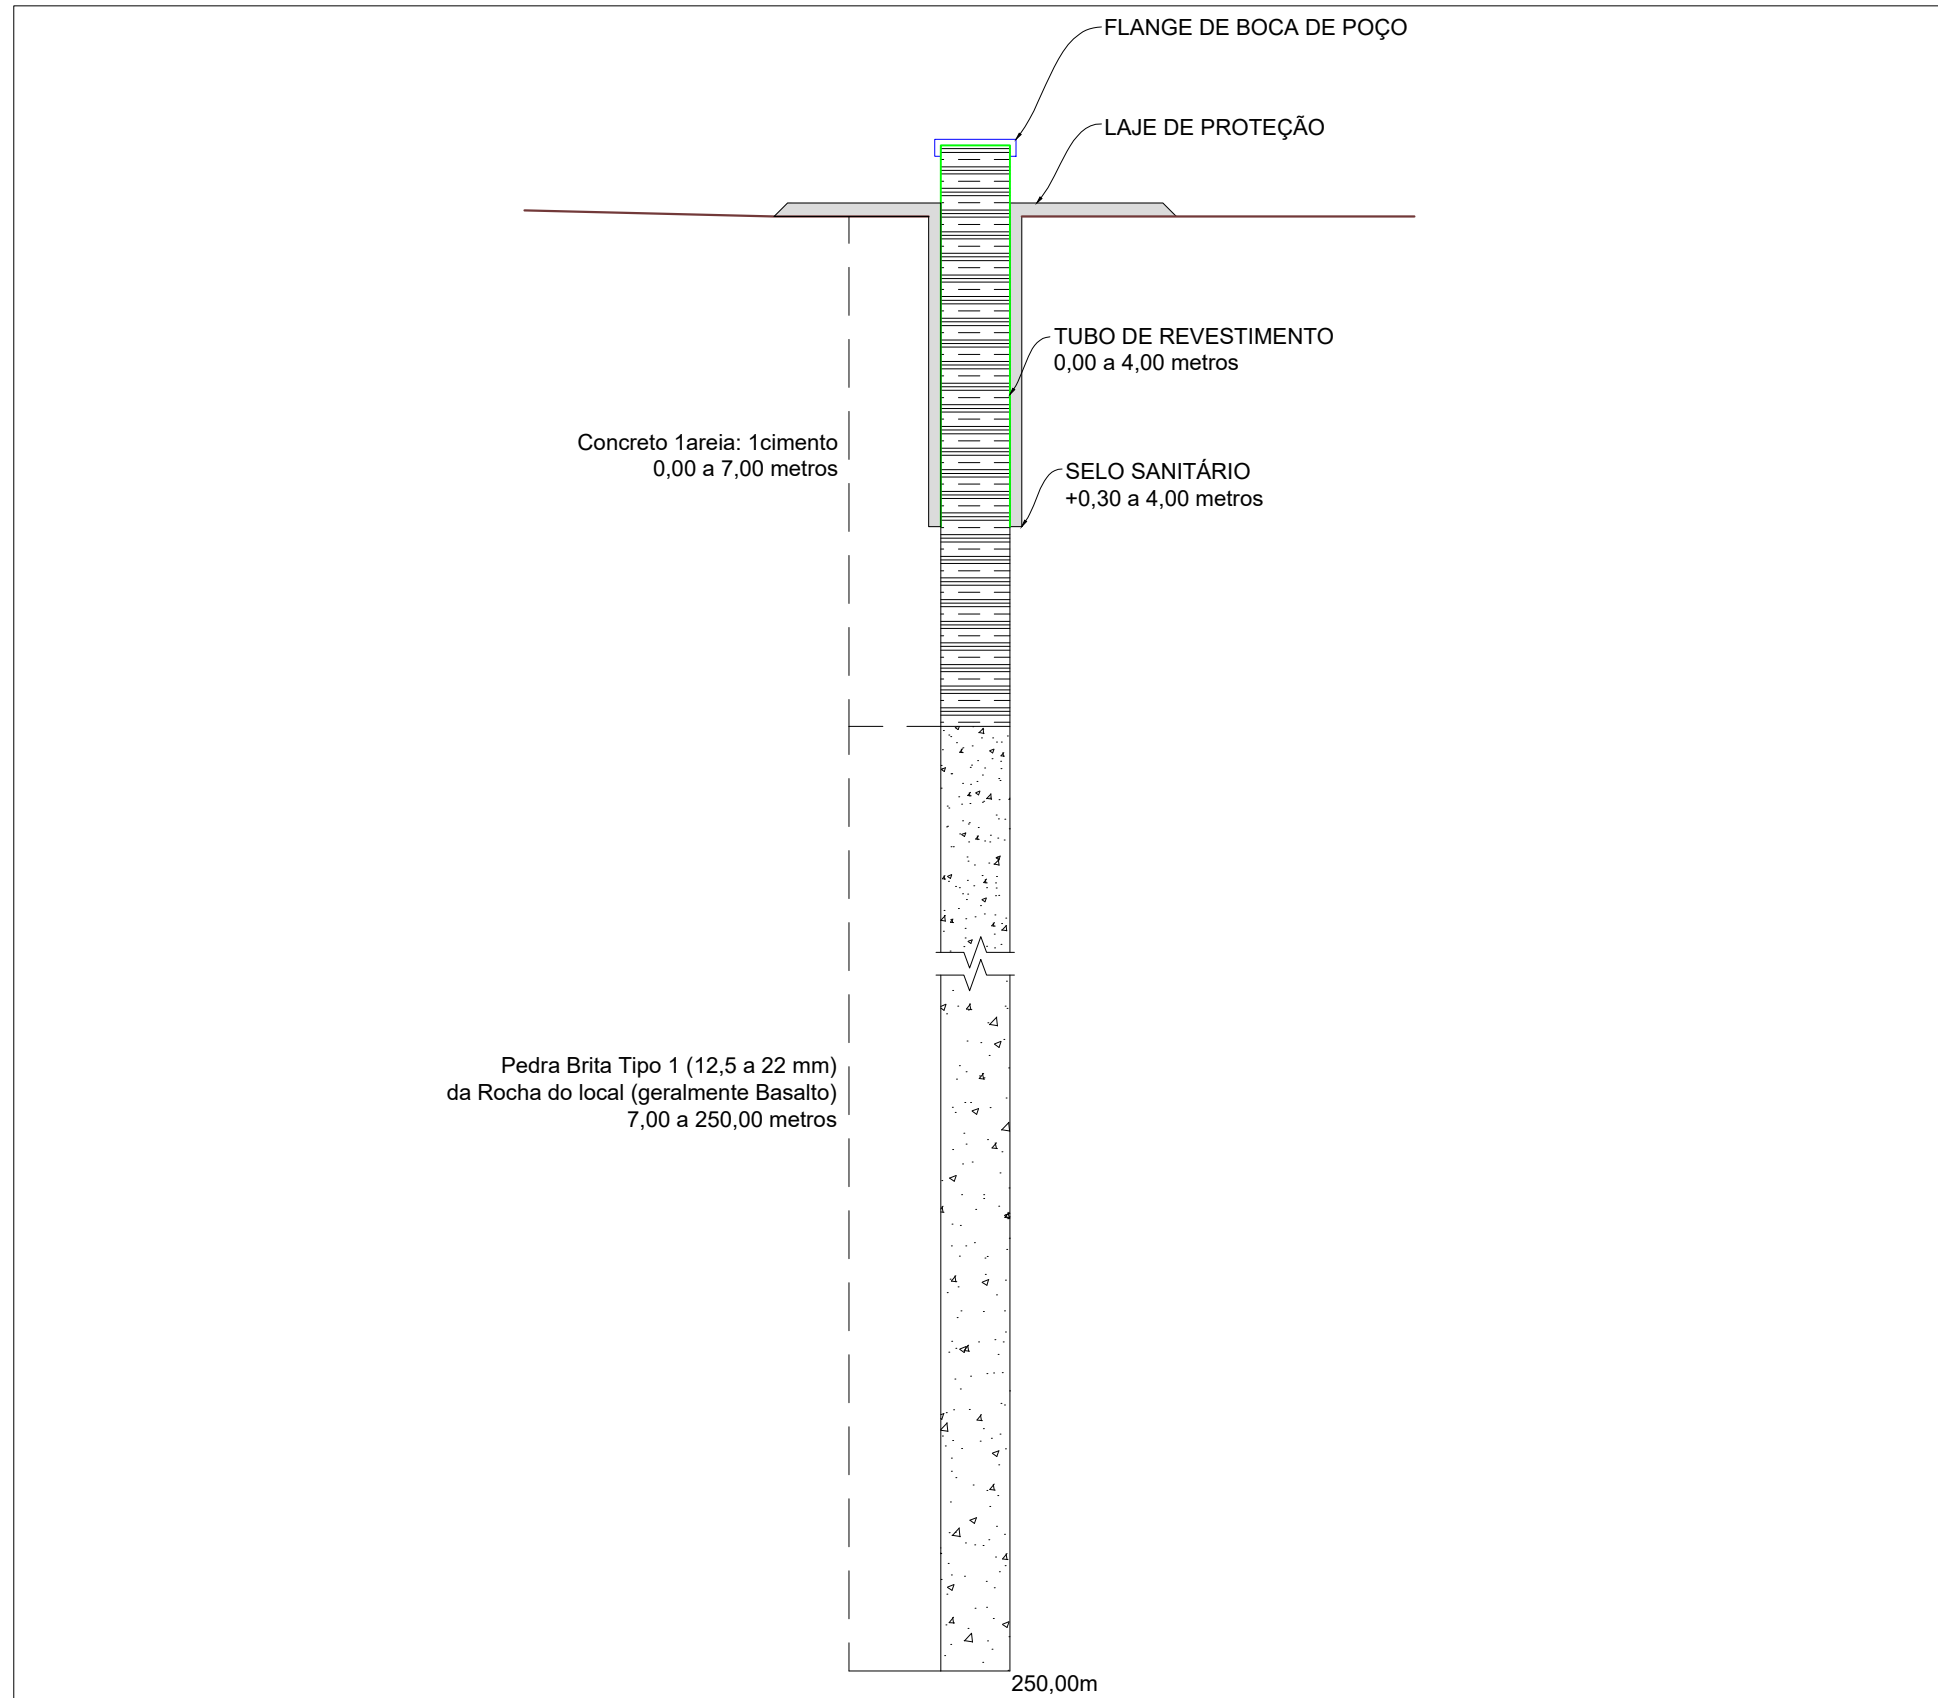 FLANGE DE BOCA DE POÇO
LAJE DE PROTEÇÃO
TUBO DE REVESTIMENTO
0,00 a 4,00 metros
Concreto 1areia: 1cimento
0,00 a 7,00 metros
SELO SANITÁRIO
+0,30 a 4,00 metros
Pedra Brita Tipo 1 (12,5 a 22 mm)
da Rocha do local (geralmente Basalto)
7,00 a 250,00 metros
250,00m